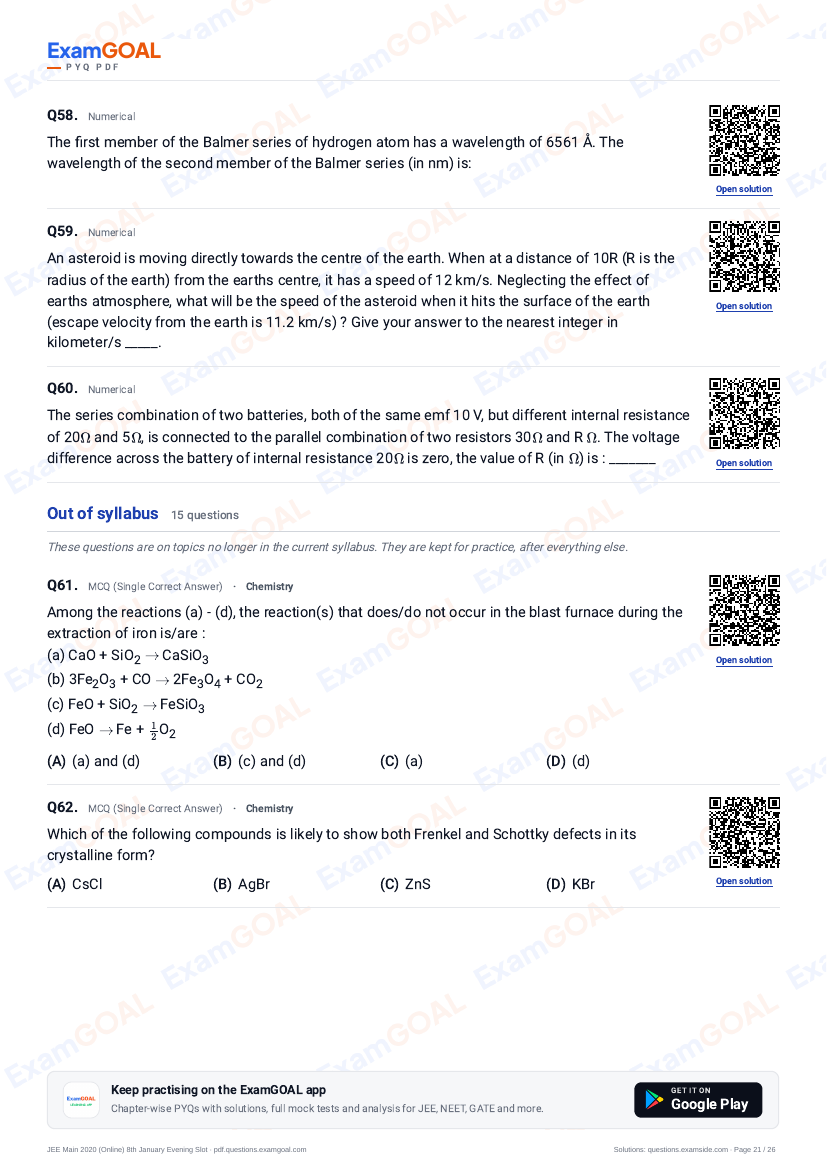 ExamGOAL
PYQ PDF
Q58. Numerical
The first member of the Balmer series of hydrogen atom has a wavelength of 6561 Å. The
wavelength of the second member of the Balmer series (in nm) is:
Open solution
Q59. Numerical
An asteroid is moving directly towards the centre of the earth. When at a distance of 10R (R is the
radius of the earth) from the earths centre, it has a speed of 12 km/s. Neglecting the effect of
earths atmosphere, what will be the speed of the asteroid when it hits the surface of the earth
(escape velocity from the earth is 11.2 km/s) ? Give your answer to the nearest integer in
kilometer/s _____.
Open solution
Q60. Numerical
The series combination of two batteries, both of the same emf 10 V, but different internal resistance
of 20Ω and 5Ω, is connected to the parallel combination of two resistors 30Ω and R Ω. The voltage
difference across the battery of internal resistance 20Ω is zero, the value of R (in Ω) is : _______
Open solution
Out of syllabus 15 questions
These questions are on topics no longer in the current syllabus. They are kept for practice, after everything else.
Q61. MCQ (Single Correct Answer) · Chemistry
Among the reactions (a) - (d), the reaction(s) that does/do not occur in the blast furnace during the
extraction of iron is/are :
(a) CaO + SiO₂ → CaSiO₃
(b) 3Fe₂O₃ + CO → 2Fe₃O₄ + CO₂
(c) FeO + SiO₂ → FeSiO₃
(d) FeO → Fe + ½O₂
(A) (a) and (d) (B) (c) and (d) (C) (a) (D) (d)
Open solution
Q62. MCQ (Single Correct Answer) · Chemistry
Which of the following compounds is likely to show both Frenkel and Schottky defects in its
crystalline form?
(A) CsCl (B) AgBr (C) ZnS (D) KBr
Open solution
Keep practising on the ExamGOAL app
Chapter-wise PYQs with solutions, full mock tests and analysis for JEE, NEET, GATE and more.
GET IT ON
Google Play
JEE Main 2020 (Online) 8th January Evening Slot · pdf.questions.examgoal.com
Solutions: questions.examside.com · Page 21 / 26